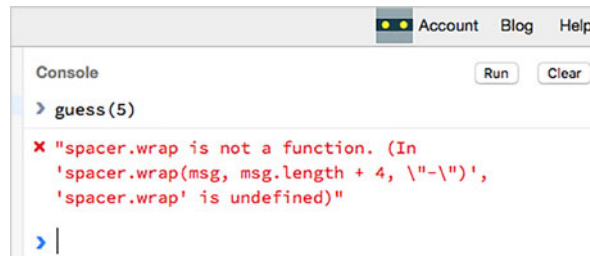 Account Blog Help
Console Run Clear
> guess(5)
✖ "spacer.wrap is not a function. (In
'spacer.wrap(msg, msg.length + 4, \"-\")',
'spacer.wrap' is undefined)"
>